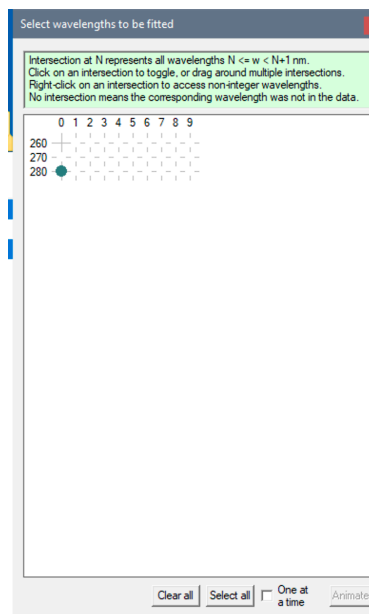 Select wavelengths to be fitted
Intersection at N represents all wavelengths N <= w < N+1 nm.
Click on an intersection to toggle, or drag around multiple intersections.
Right-click on an intersection to access non-integer wavelengths.
No intersection means the corresponding wavelength was not in the data.
0 1 2 3 4 5 6 7 8 9
260
270
280
Clear all Select all One at a time Animate